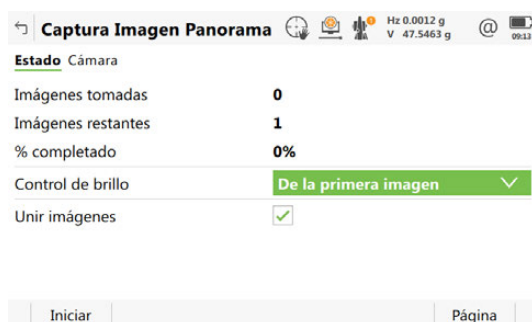 Captura Imagen Panorama Hz 0.0012 g
V 47.5463 g
@ 09:13
Estado Cámara
Imágenes tomadas 0
Imágenes restantes 1
% completado 0%
Control de brillo De la primera imagen
Unir imágenes
Iniciar Página